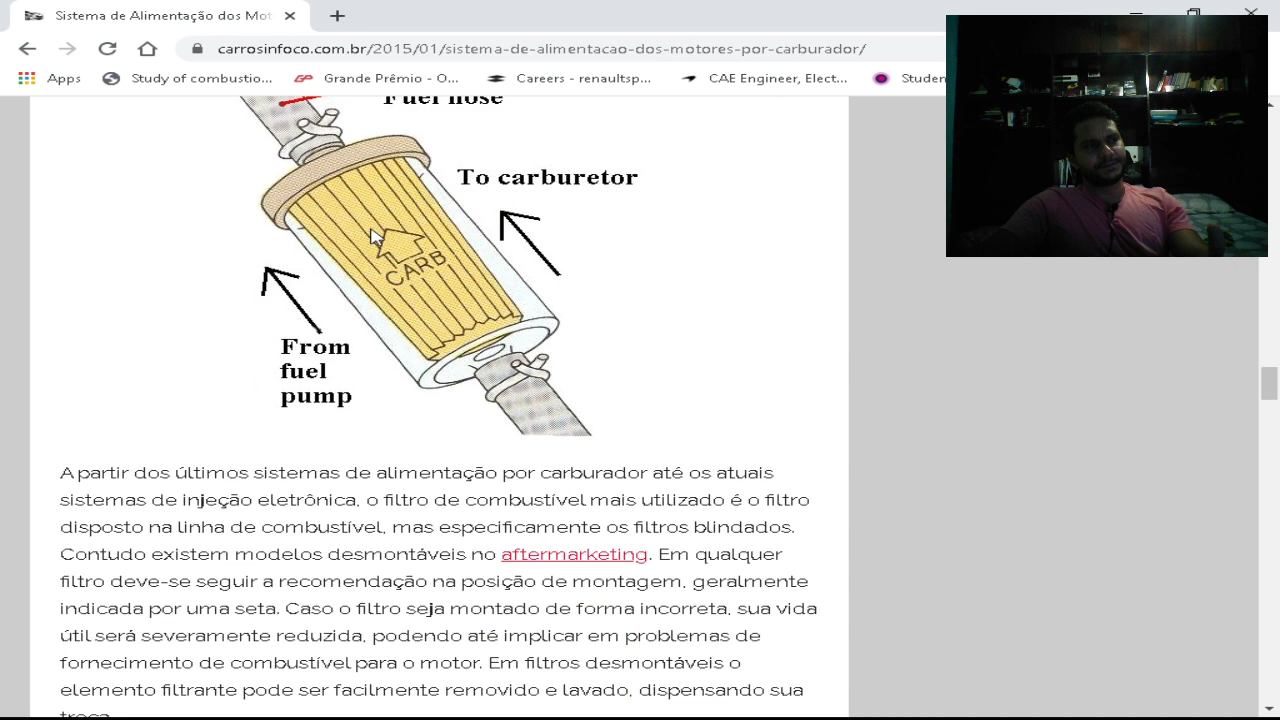 Sistema de Alimentação dos Mot
carrosinfoco.com.br/2015/01/sistema-de-alimentacao-dos-motores-por-carburador/
Apps
Study of combustio...
Grande Prêmio - O...
Careers - renaultsp...
CAE Engineer, Elect...
Studen
Fuel hose
To carburetor
CARB
From
fuel
pump
A partir dos últimos sistemas de alimentação por carburador até os atuais
sistemas de injeção eletrônica, o filtro de combustível mais utilizado é o filtro
disposto na linha de combustível, mas especificamente os filtros blindados.
Contudo existem modelos desmontáveis no aftermarketing. Em qualquer
filtro deve-se seguir a recomendação na posição de montagem, geralmente
indicada por uma seta. Caso o filtro seja montado de forma incorreta, sua vida
útil será severamente reduzida, podendo até implicar em problemas de
fornecimento de combustível para o motor. Em filtros desmontáveis o
elemento filtrante pode ser facilmente removido e lavado, dispensando sua
troca